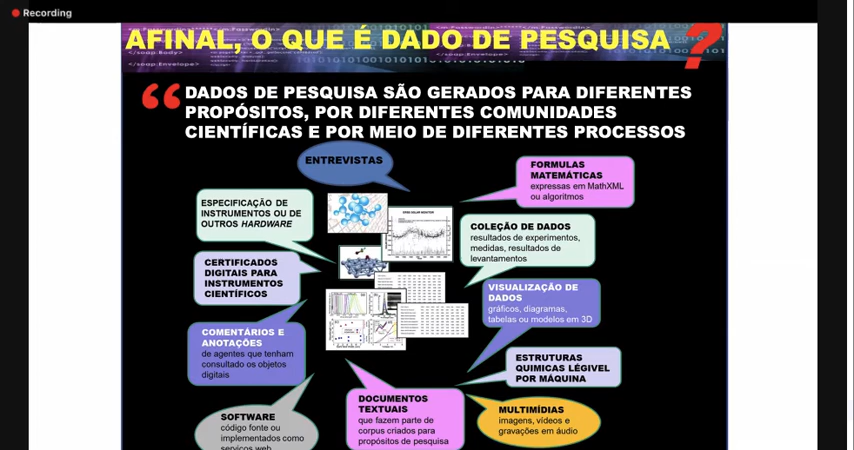 Recording
AFINAL, O QUE É DADO DE PESQUISA ?
“ DADOS DE PESQUISA SÃO GERADOS PARA DIFERENTES
PROPÓSITOS, POR DIFERENTES COMUNIDADES
CIENTÍFICAS E POR MEIO DE DIFERENTES PROCESSOS
ENTREVISTAS
FORMULAS
MATEMÁTICAS
expressas em MathXML
ou algoritmos
ESPECIFICAÇÃO DE
INSTRUMENTOS OU DE
OUTROS HARDWARE
COLEÇÃO DE DADOS
resultados de experimentos,
medidas, resultados de
levantamentos
CERTIFICADOS
DIGITAIS PARA
INSTRUMENTOS
CIENTÍFICOS
VISUALIZAÇÃO DE
DADOS
gráficos, diagramas,
tabelas ou modelos em 3D
COMENTÁRIOS E
ANOTAÇÕES
de agentes que tenham
consultado os objetos
digitais
ESTRUTURAS
QUIMICAS LÉGIVEL
POR MÁQUINA
SOFTWARE
código fonte ou
implementados como
serviços web
DOCUMENTOS
TEXTUAIS
que fazem parte de
corpus criados para
propósitos de pesquisa
MULTIMÍDIAS
imagens, vídeos e
gravações em áudio